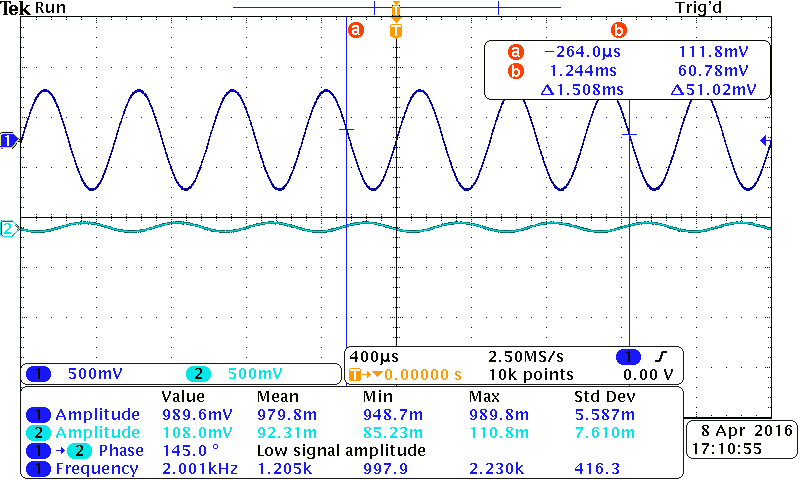 Tek Run Trig'd
a T b
a −264.0µs 111.8mV
b 1.244ms 60.78mV
Δ1.508ms Δ51.02mV
1
2
1 500mV 2 500mV
400µs 2.50MS/s 1
T→▼0.00000 s 10k points 0.00 V
Value Mean Min Max Std Dev
1 Amplitude 989.6mV 979.8m 948.7m 989.8m 5.587m
2 Amplitude 108.0mV 92.31m 85.23m 110.8m 7.610m
1 → 2 Phase 145.0 ° Low signal amplitude
1 Frequency 2.001kHz 1.205k 997.9 2.230k 416.3
8 Apr 2016
17:10:55